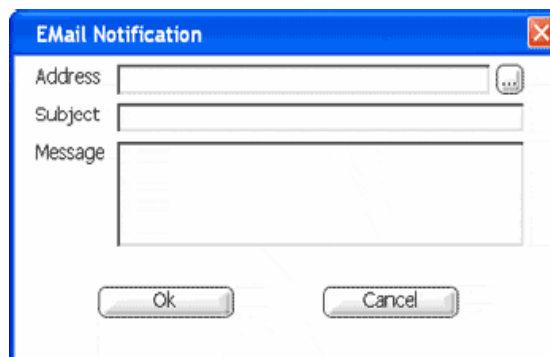 EMail Notification
Address ...
Subject
Message
Ok Cancel